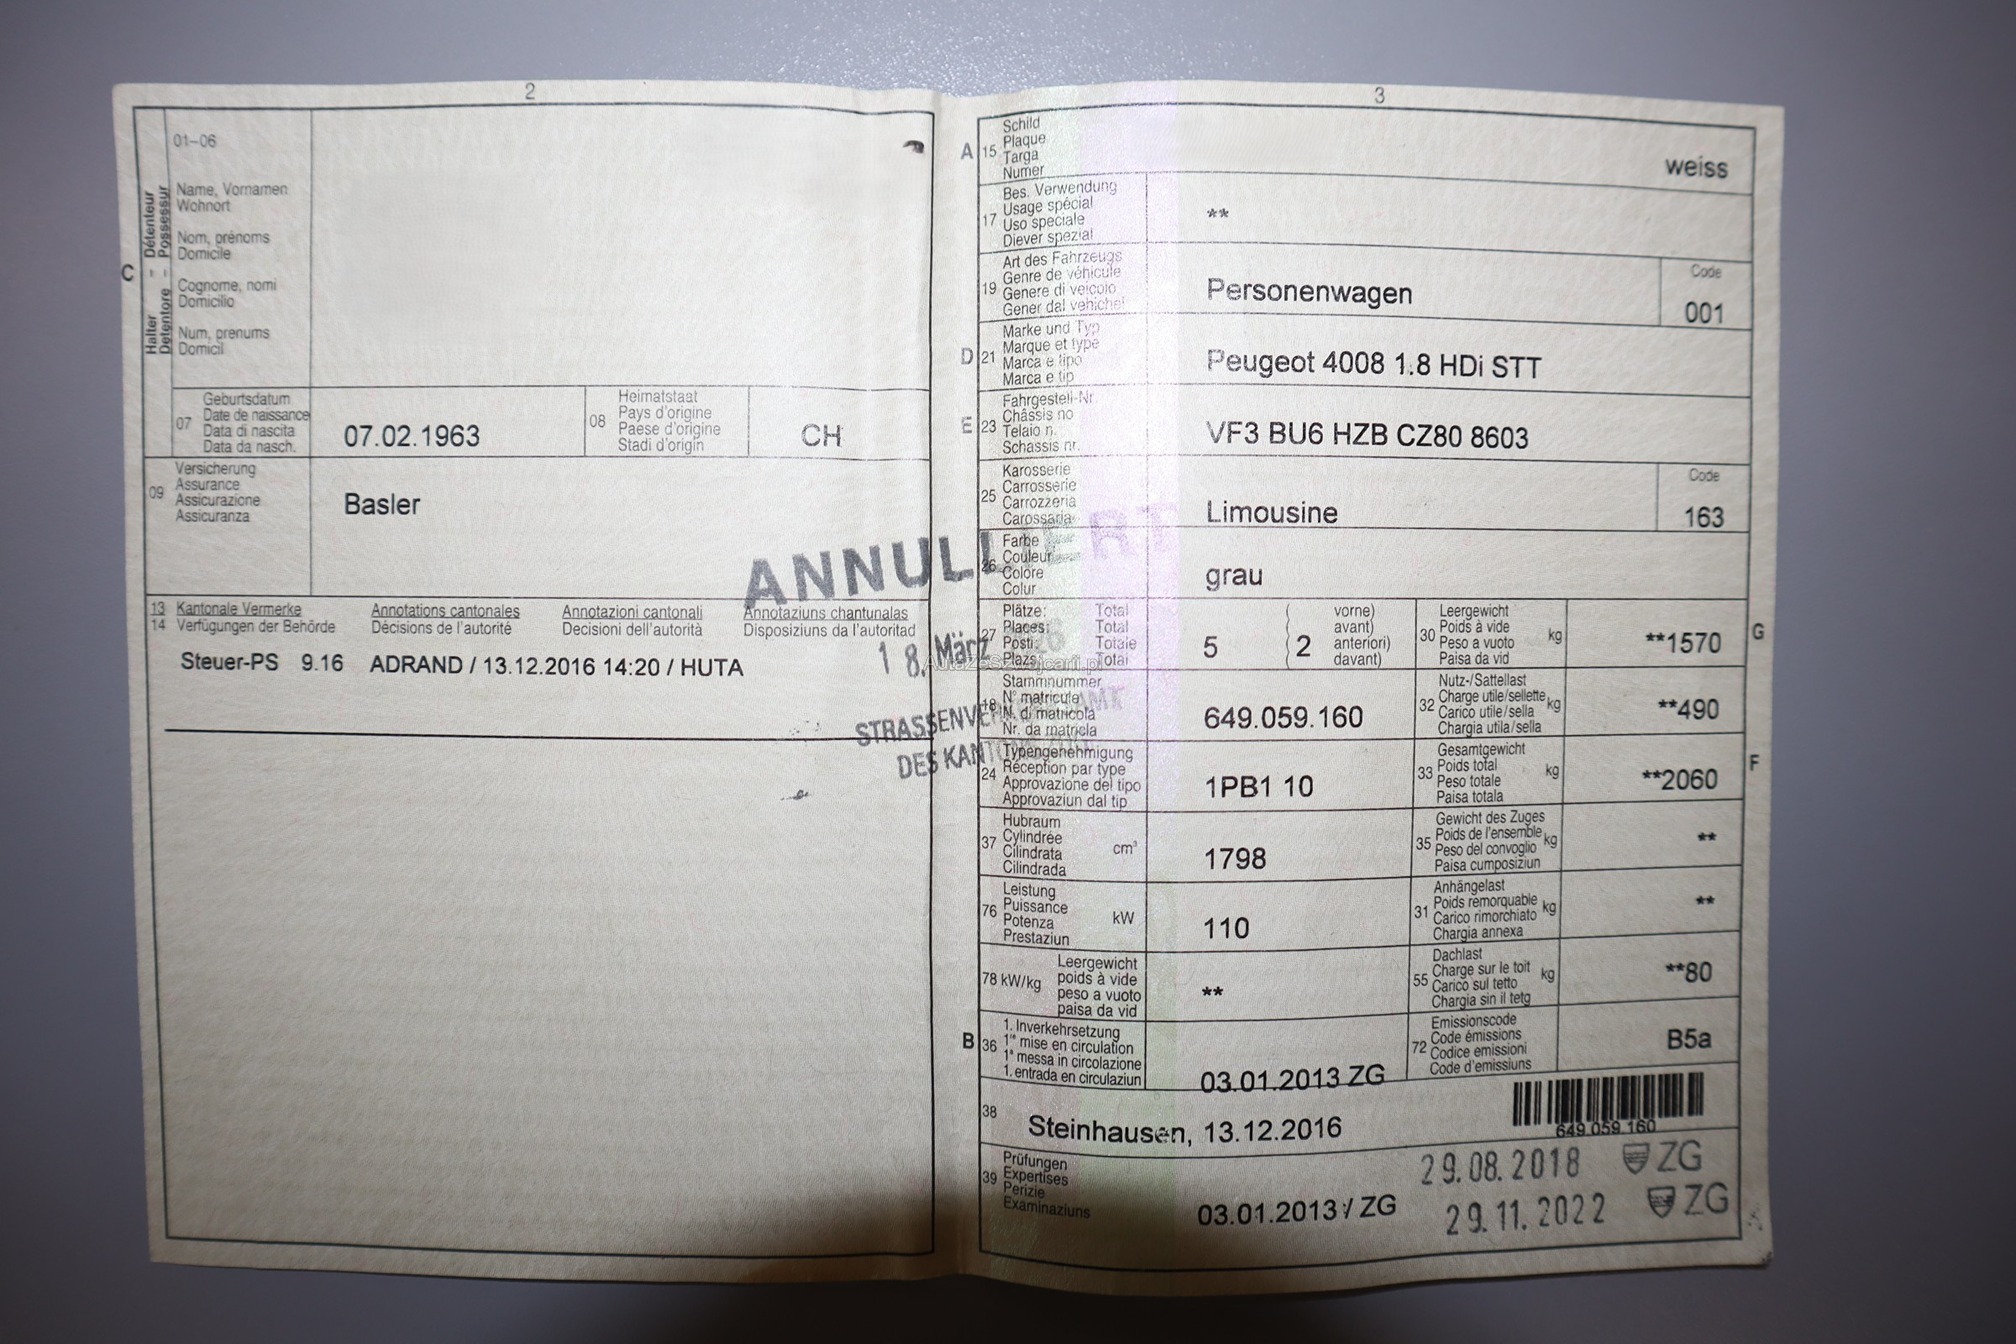 2
01–06
Name, Vornamen
Wohnort
Nom, prénoms
Domicile
Cognome, nomi
Domicilio
Num, prenums
Domicil
C
Halter - Détenteur
Detentore - Possessur
07
Geburtsdatum
Date de naissance
Data di nascita
Data da nasch.
07.02.1963
08
Heimatstaat
Pays d'origine
Paese d'origine
Stadi d'origin
CH
09
Versicherung
Assurance
Assicurazione
Assicuranza
Basler
13 Kantonale Vermerke Annotations cantonales Annotazioni cantonali Annotaziuns chantunalas
14 Verfügungen der Behörde Décisions de l'autorité Decisioni dell'autorità Disposiziuns da l'autoritad
Steuer-PS 9.16 ADRAND / 13.12.2016 14:20 / HUTA
ANNULLIERT
18. März
STRASSENVERKEHRSAMT
DES KANTONS ZUG
Autazeszwajcarii.pl
3
A 15
Schild
Plaque
Targa
Numer
weiss
17
Bes. Verwendung
Usage spécial
Uso speciale
Diever spezial
**
19
Art des Fahrzeugs
Genre de véhicule
Genere di veicolo
Gener dal vehichel
Personenwagen
Code
001
D 21
Marke und Typ
Marque et type
Marca e tipo
Marca e tip
Peugeot 4008 1.8 HDi STT
E 23
Fahrgestell-Nr
Châssis no
Telaio n.
Schassis nr.
VF3 BU6 HZB CZ80 8603
25
Karosserie
Carrosserie
Carrozzeria
Carossaria
Limousine
Code
163
26
Farbe
Couleur
Colore
Colur
grau
27
Plätze: Total
Places: Total
Posti: Totale
Plazs: Total
5
2
vorne)
avant)
anteriori)
davant)
30
Leergewicht
Poids à vide
Peso a vuoto
Paisa da vid
kg
**1570
G
18
Stammnummer
N° matricule
N. di matricola
Nr. da matricla
649.059.160
32
Nutz-/Sattellast
Charge utile/sellette
Carico utile/sella
Chargia utila/sella
kg
**490
24
Typengenehmigung
Réception par type
Approvazione del tipo
Approvaziun dal tip
1PB1 10
33
Gesamtgewicht
Poids total
Peso totale
Paisa totala
kg
**2060
F
37
Hubraum
Cylindrée
Cilindrata
Cilindrada
cm³
1798
35
Gewicht des Zuges
Poids de l'ensemble
Peso del convoglio
Paisa cumposiziun
kg
**
76
Leistung
Puissance
Potenza
Prestaziun
kW
110
31
Anhängelast
Poids remorquable
Carico rimorchiato
Chargia annexa
kg
**
78 kW/kg
Leergewicht
poids à vide
peso a vuoto
paisa da vid
**
55
Dachlast
Charge sur le toit
Carico sul tetto
Chargia sin il tetg
kg
**80
B 36
1. Inverkehrsetzung
1re mise en circulation
1a messa in circolazione
1. entrada en circulaziun
03.01.2013 ZG
72
Emissionscode
Code émissions
Codice emissioni
Code d'emissiuns
B5a
38
Steinhausen, 13.12.2016
649.059.160
39
Prüfungen
Expertises
Perizie
Examinaziuns
03.01.2013 / ZG
29.08.2018 ZG
29.11.2022 ZG